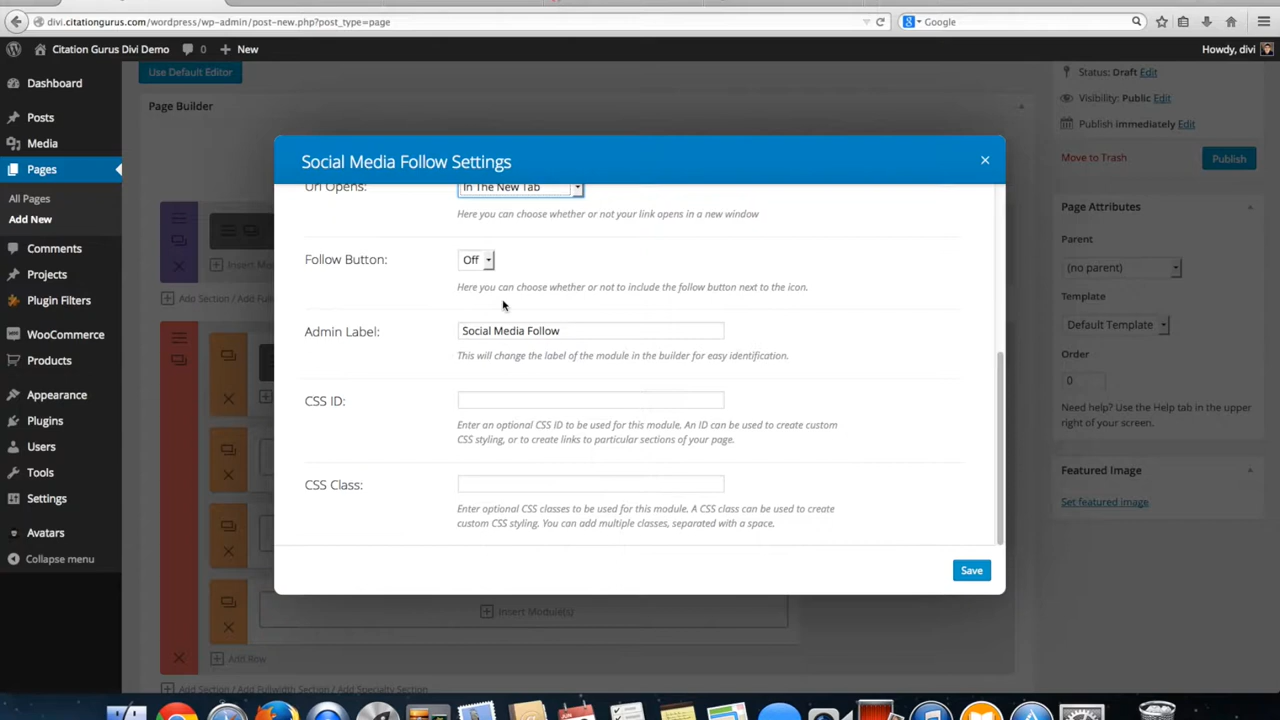 divi.citationgurus.com/wordpress/wp-admin/post-new.php?post_type=page
Google
Citation Gurus Divi Demo
0
New
Howdy, divi
Dashboard
Posts
Media
Pages
All Pages
Add New
Comments
Projects
Plugin Filters
WooCommerce
Products
Appearance
Plugins
Users
Tools
Settings
Avatars
Collapse menu
Use Default Editor
Page Builder
Social Media Follow Settings
Url Opens:
In The New Tab
Here you can choose whether or not your link opens in a new window
Follow Button:
Off
Here you can choose whether or not to include the follow button next to the icon.
Admin Label:
Social Media Follow
This will change the label of the module in the builder for easy identification.
CSS ID:
Enter an optional CSS ID to be used for this module. An ID can be used to create custom
CSS styling, or to create links to particular sections of your page.
CSS Class:
Enter optional CSS classes to be used for this module. A CSS class can be used to create
custom CSS styling. You can add multiple classes, separated with a space.
Save
Insert Module(s)
Add Row
Add Section / Add Fullwidth Section / Add Specialty Section
Status: Draft Edit
Visibility: Public Edit
Publish immediately Edit
Move to Trash
Publish
Page Attributes
Parent
(no parent)
Template
Default Template
Order
0
Need help? Use the Help tab in the upper
right of your screen.
Featured Image
Set featured image